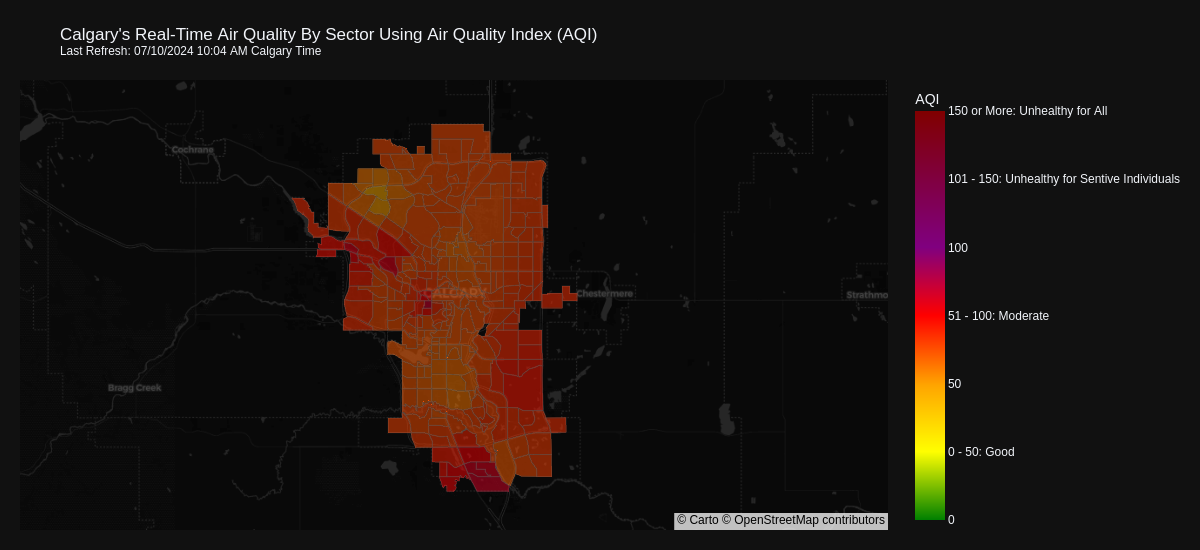 Calgary's Real-Time Air Quality By Sector Using Air Quality Index (AQI)
Last Refresh: 07/10/2024 10:04 AM Calgary Time
AQI
150 or More: Unhealthy for All
Cochrane
101 - 150: Unhealthy for Sentive Individuals
100
CALGARY
Chestermere
Strathmo
51 - 100: Moderate
50
Bragg Creek
0 - 50: Good
0
© Carto © OpenStreetMap contributors